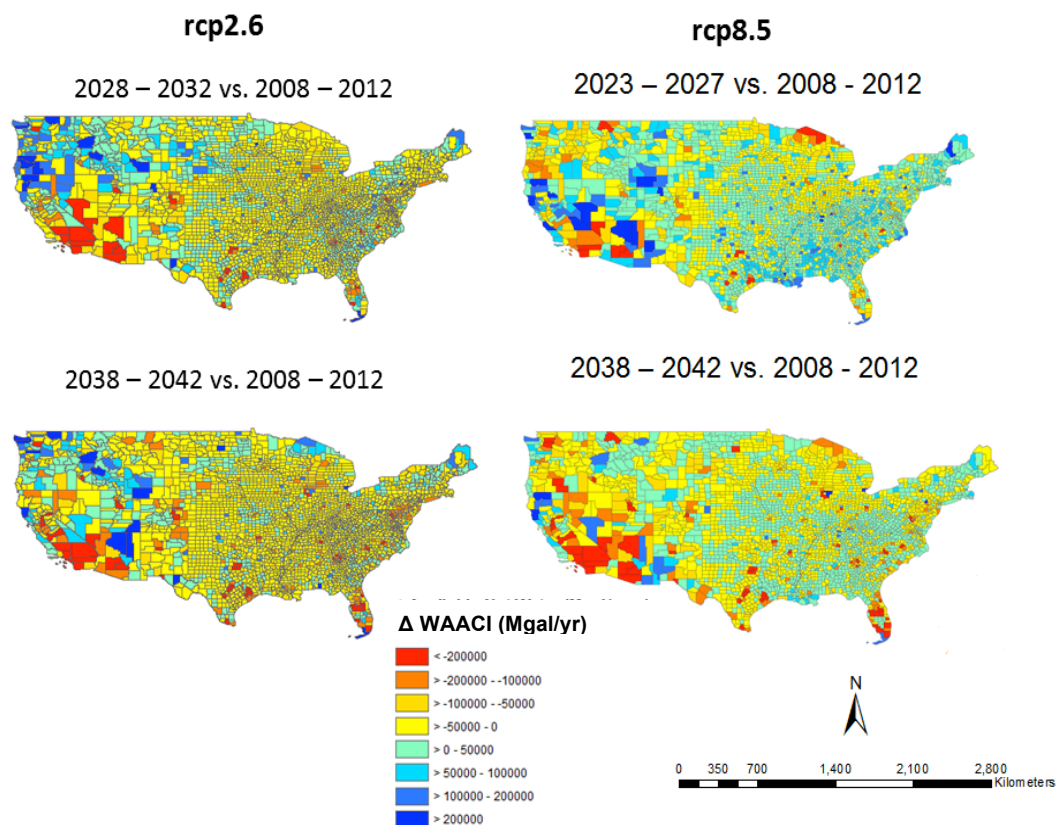 rcp2.6
rcp8.5
2028 – 2032 vs. 2008 – 2012
2023 – 2027 vs. 2008 - 2012
2038 – 2042 vs. 2008 – 2012
2038 – 2042 vs. 2008 - 2012
Δ WAACI (Mgal/yr)
< -200000
> -200000 - -100000
> -100000 - -50000
> -50000 - 0
> 0 - 50000
> 50000 - 100000
> 100000 - 200000
> 200000
N
0 350 700 1,400 2,100 2,800
Kilometers